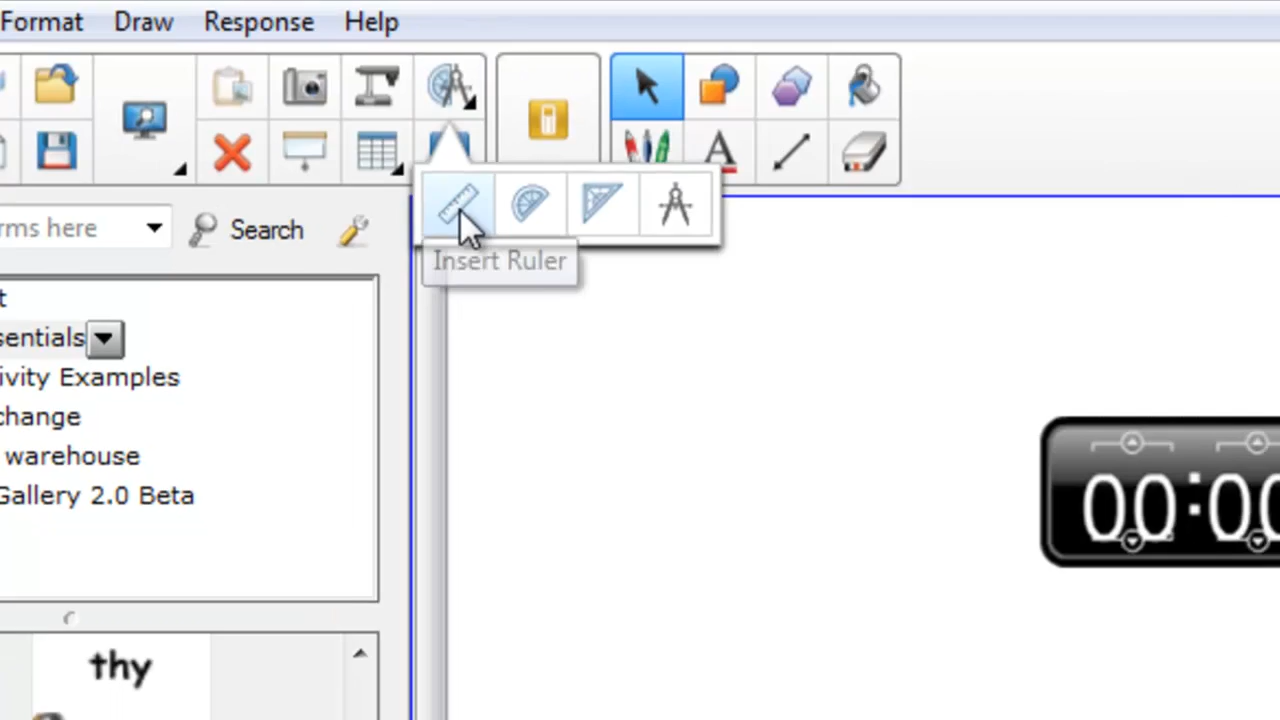 Format Draw Response Help
rms here Search
Insert Ruler
t
sentials
ivity Examples
change
warehouse
Gallery 2.0 Beta
00:00
thy